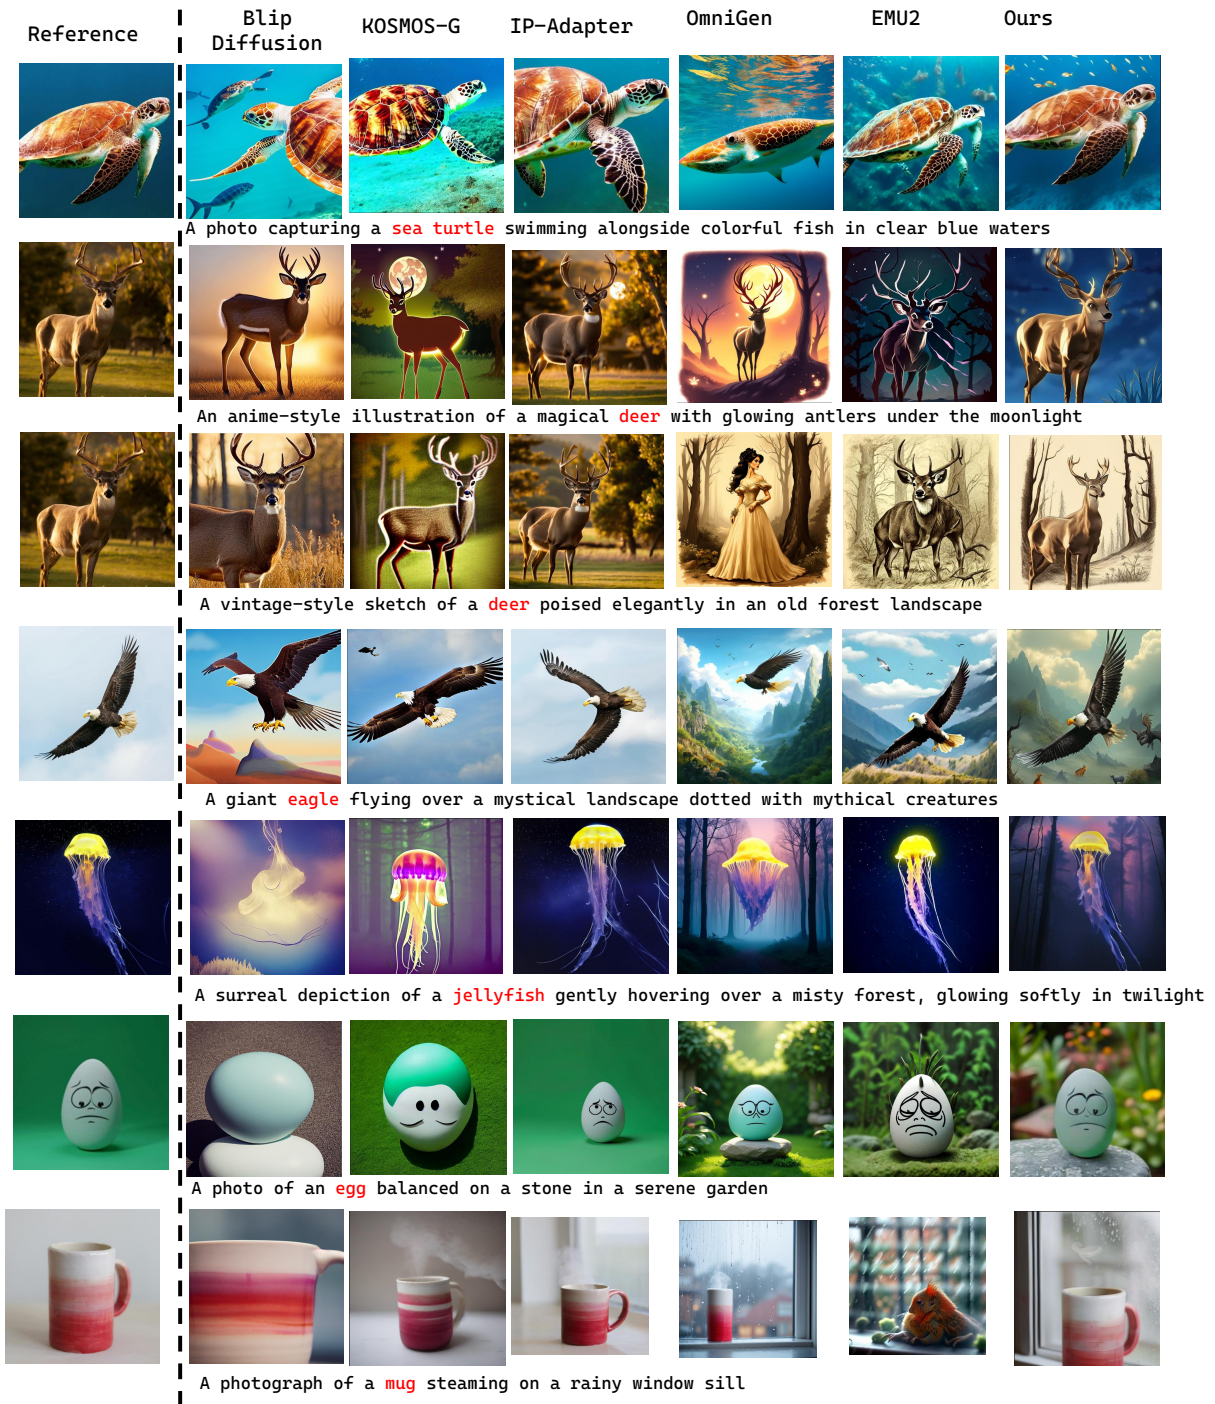 Reference
Blip
Diffusion
KOSMOS-G
IP-Adapter
OmniGen
EMU2
Ours
A photo capturing a sea turtle swimming alongside colorful fish in clear blue waters
An anime-style illustration of a magical deer with glowing antlers under the moonlight
A vintage-style sketch of a deer poised elegantly in an old forest landscape
A giant eagle flying over a mystical landscape dotted with mythical creatures
A surreal depiction of a jellyfish gently hovering over a misty forest, glowing softly in twilight
A photo of an egg balanced on a stone in a serene garden
A photograph of a mug steaming on a rainy window sill